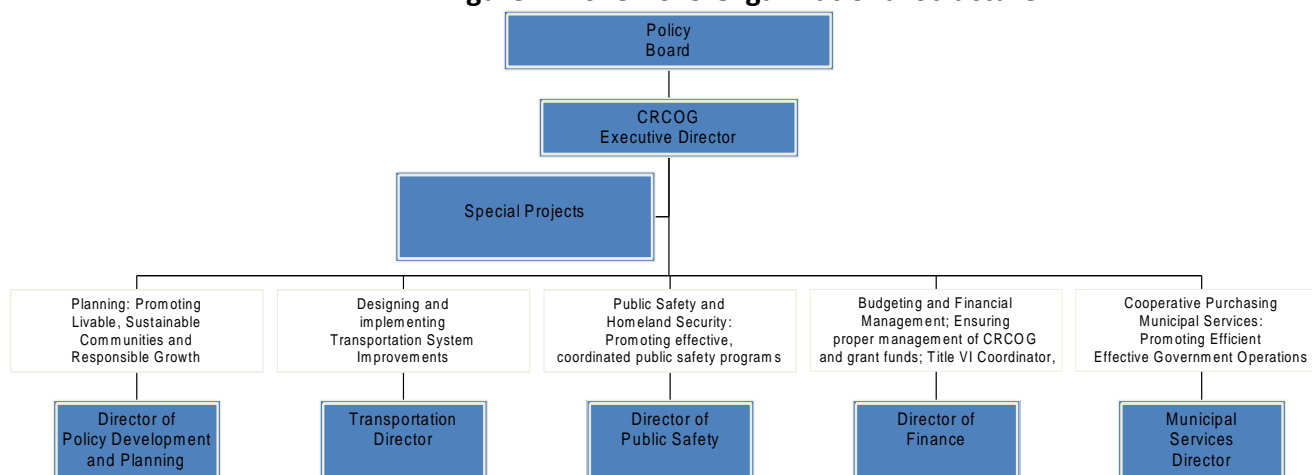 Policy
Board
CRCOG
Executive Director
Special Projects
Planning: Promoting
Livable, Sustainable
Communities and
Responsible Growth
Designing and
implementing
Transportation System
Improvements
Public Safety and
Homeland Security:
Promoting effective,
coordinated public safety programs
Budgeting and Financial
Management; Ensuring
proper management of CRCOG
and grant funds; Title VI Coordinator,
Cooperative Purchasing
Municipal Services:
Promoting Efficient
Effective Government Operations
Director of
Policy Development
and Planning
Transportation
Director
Director of
Public Safety
Director of
Finance
Municipal
Services
Director